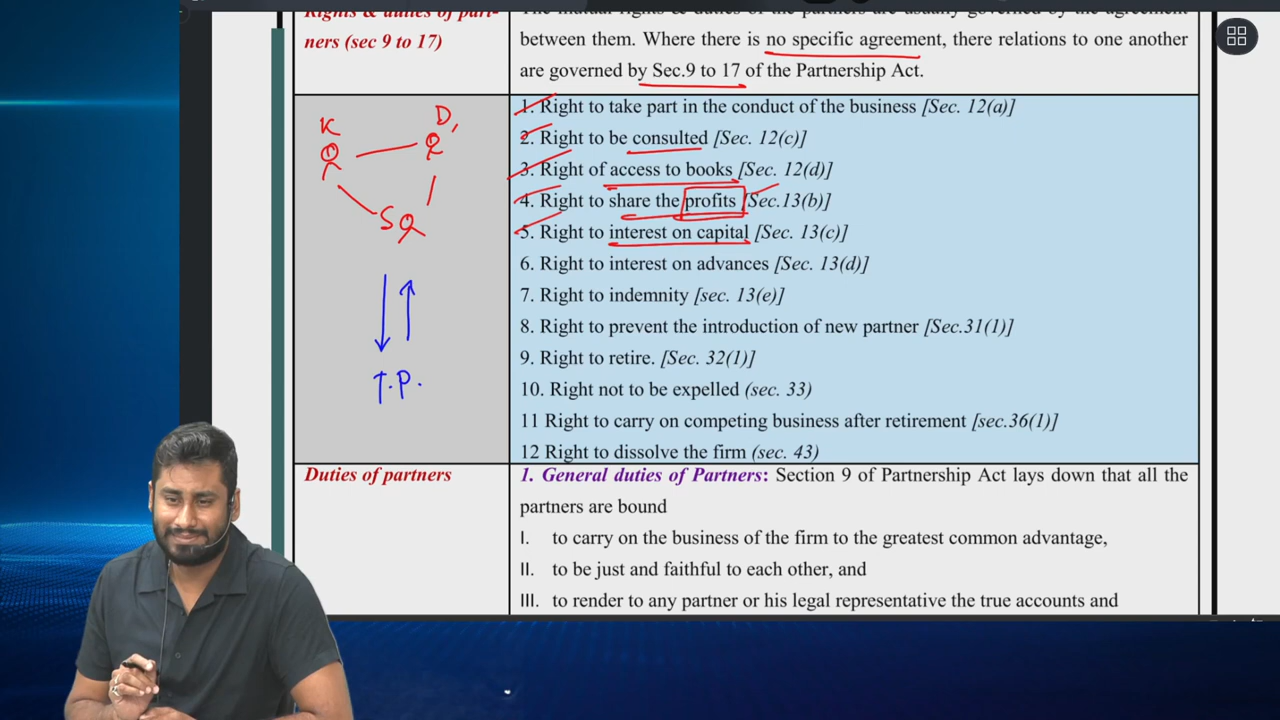 Rights & duties of part-
ners (sec 9 to 17)
The mutual rights & duties of the partners are usually governed by the agreement
between them. Where there is no specific agreement, there relations to one another
are governed by Sec.9 to 17 of the Partnership Act.
K
D,
S
T.P.
1. Right to take part in the conduct of the business [Sec. 12(a)]
2. Right to be consulted [Sec. 12(c)]
3. Right of access to books [Sec. 12(d)]
4. Right to share the profits [Sec.13(b)]
5. Right to interest on capital [Sec. 13(c)]
6. Right to interest on advances [Sec. 13(d)]
7. Right to indemnity [sec. 13(e)]
8. Right to prevent the introduction of new partner [Sec.31(1)]
9. Right to retire. [Sec. 32(1)]
10. Right not to be expelled (sec. 33)
11 Right to carry on competing business after retirement [sec.36(1)]
12 Right to dissolve the firm (sec. 43)
Duties of partners
1. General duties of Partners: Section 9 of Partnership Act lays down that all the
partners are bound
I. to carry on the business of the firm to the greatest common advantage,
II. to be just and faithful to each other, and
III. to render to any partner or his legal representative the true accounts and